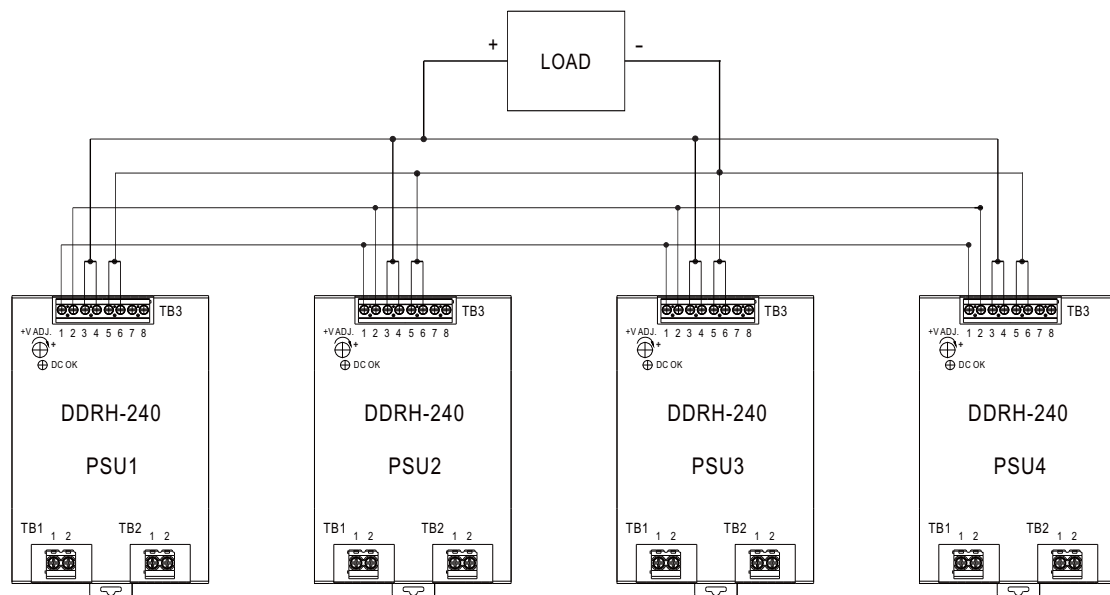 + LOAD -
TB3 TB3 TB3 TB3
+V ADJ. 1 2 3 4 5 6 7 8 +V ADJ. 1 2 3 4 5 6 7 8 +V ADJ. 1 2 3 4 5 6 7 8 +V ADJ. 1 2 3 4 5 6 7 8
+ + + +
DC OK DC OK DC OK DC OK
DDRH-240 DDRH-240 DDRH-240 DDRH-240
PSU1 PSU2 PSU3 PSU4
TB1 1 2 TB2 1 2 TB1 1 2 TB2 1 2 TB1 1 2 TB2 1 2 TB1 1 2 TB2 1 2